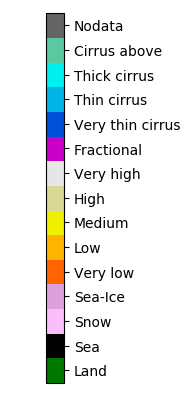 Nodata
Cirrus above
Thick cirrus
Thin cirrus
Very thin cirrus
Fractional
Very high
High
Medium
Low
Very low
Sea-Ice
Snow
Sea
Land